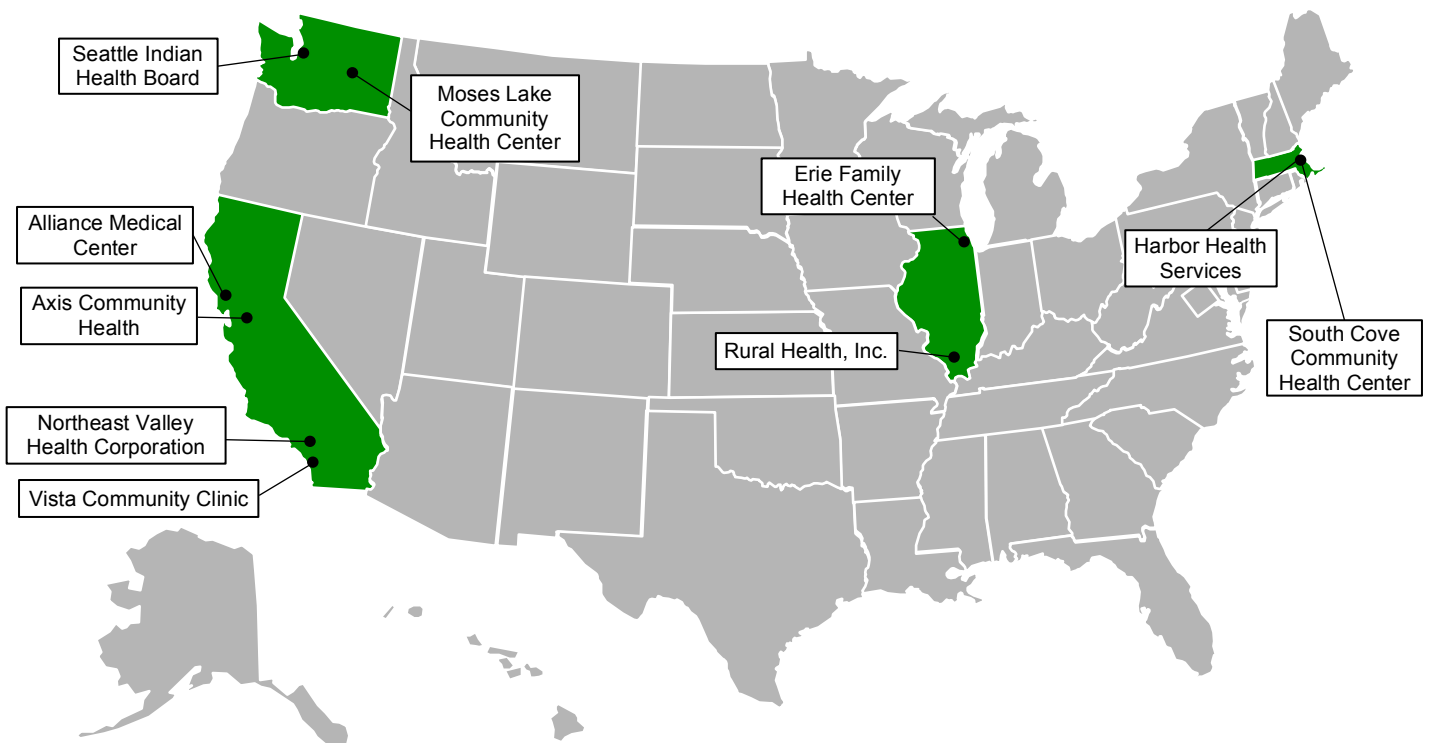 Seattle Indian
Health Board
Moses Lake
Community
Health Center
Erie Family
Health Center
Alliance Medical
Center
Harbor Health
Services
Axis Community
Health
South Cove
Community
Health Center
Rural Health, Inc.
Northeast Valley
Health Corporation
Vista Community Clinic